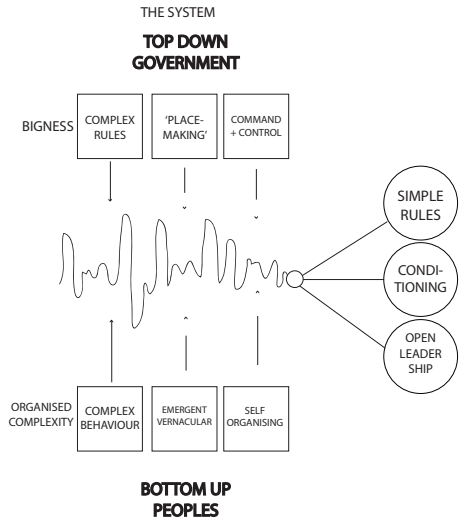 THE SYSTEM
TOP DOWN
GOVERNMENT
BIGNESS
COMPLEX
RULES
'PLACE-
MAKING'
COMMAND
+ CONTROL
SIMPLE
RULES
CONDI-
TIONING
OPEN
LEADER
SHIP
ORGANISED
COMPLEXITY
COMPLEX
BEHAVIOUR
EMERGENT
VERNACULAR
SELF
ORGANISING
BOTTOM UP
PEOPLES